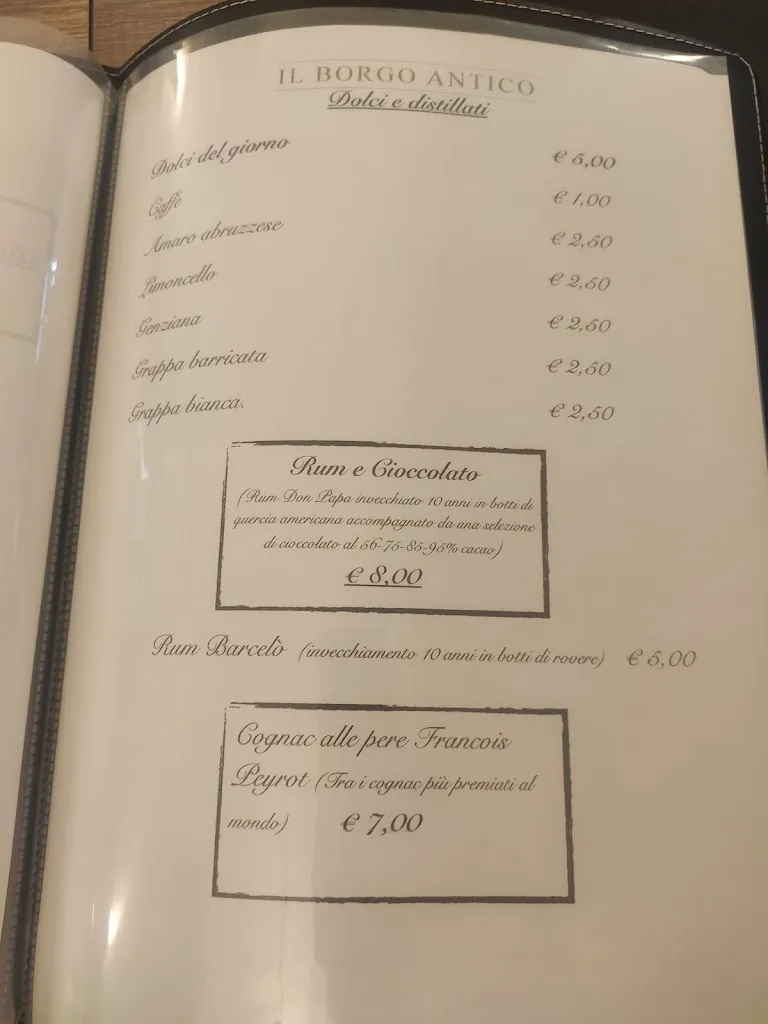 IL BORGO ANTICO
Dolci e distillati
Dolci del giorno € 5,00
Caffè € 1,00
Amaro abruzzese € 2,50
Limoncello € 2,50
Genziana € 2,50
Grappa barricata € 2,50
Grappa bianca. € 2,50
Rum e Cioccolato
(Rum Don Papa invecchiato 10 anni in botti di
quercia americana accompagnato da una selezione
di cioccolato al 56-75-85-95% cacao)
€ 8,00
Rum Barcelò (invecchiamento 10 anni in botti di rovere) € 5,00
Cognac alle pere Francois
Peyrot (Tra i cognac più premiati al
mondo) € 7,00